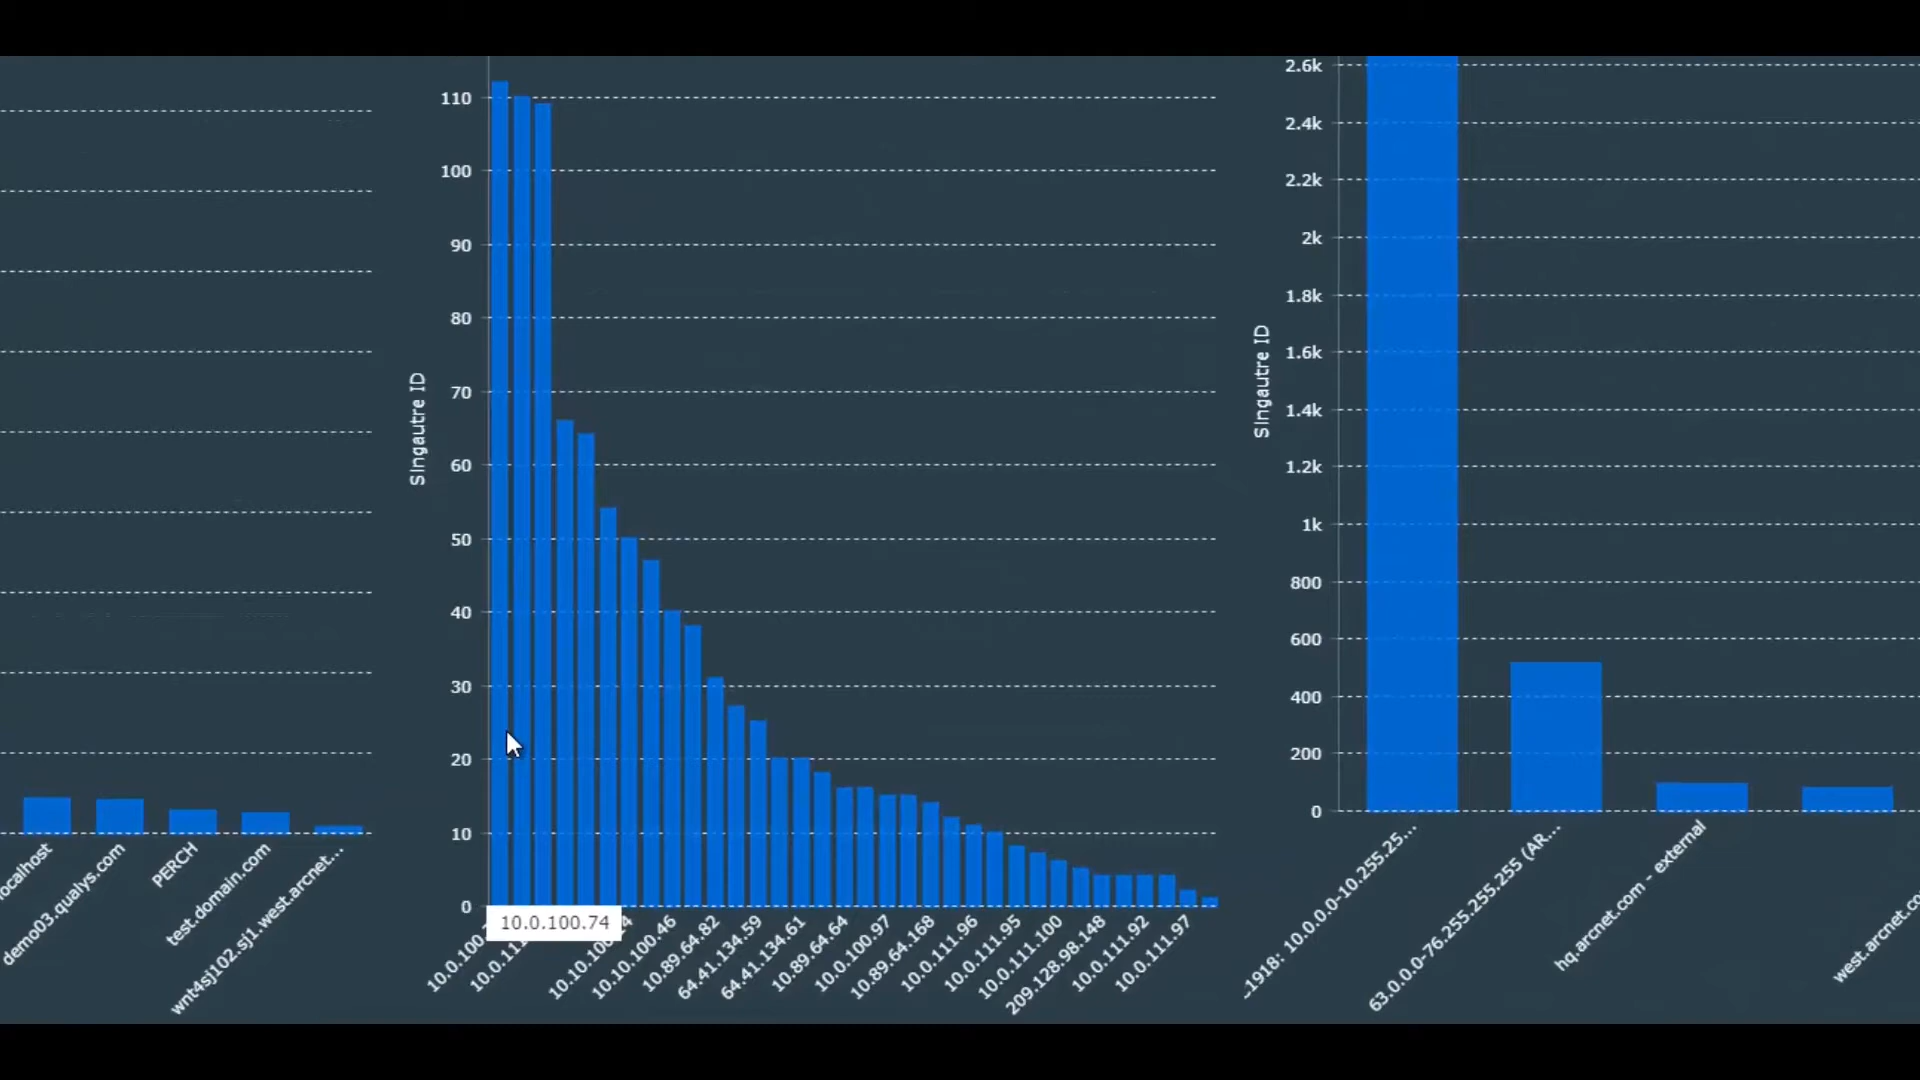 localhost
demo03.qualys.com
PERCH
test.domain.com
wnt4sj102.sj1.west.arcnet...
SIngautre ID
110
100
90
80
70
60
50
40
30
20
10
0
10.0.100.74
10.10.100.46
10.89.64.82
64.41.134.59
64.41.134.61
10.89.64.64
10.0.100.97
10.89.64.168
10.0.111.96
10.0.111.95
10.0.111.100
209.128.98.148
10.0.111.92
10.0.111.97
SIngautre ID
2.6k
2.4k
2.2k
2k
1.8k
1.6k
1.4k
1.2k
1k
800
600
400
200
0
1918: 10.0.0.0-10.255.25...
63.0.0.0-76.255.255.255 (AR...
hq.arcnet.com - external
west.arcnet.co